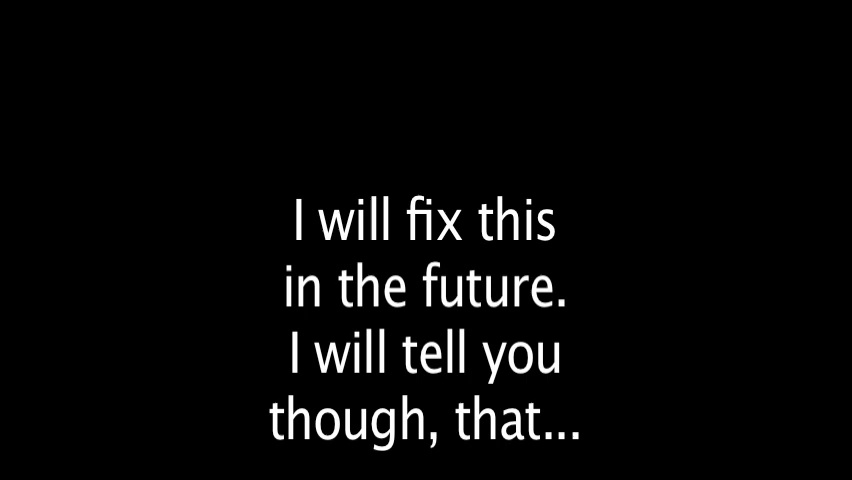 I will fix this
in the future.
I will tell you
though, that...